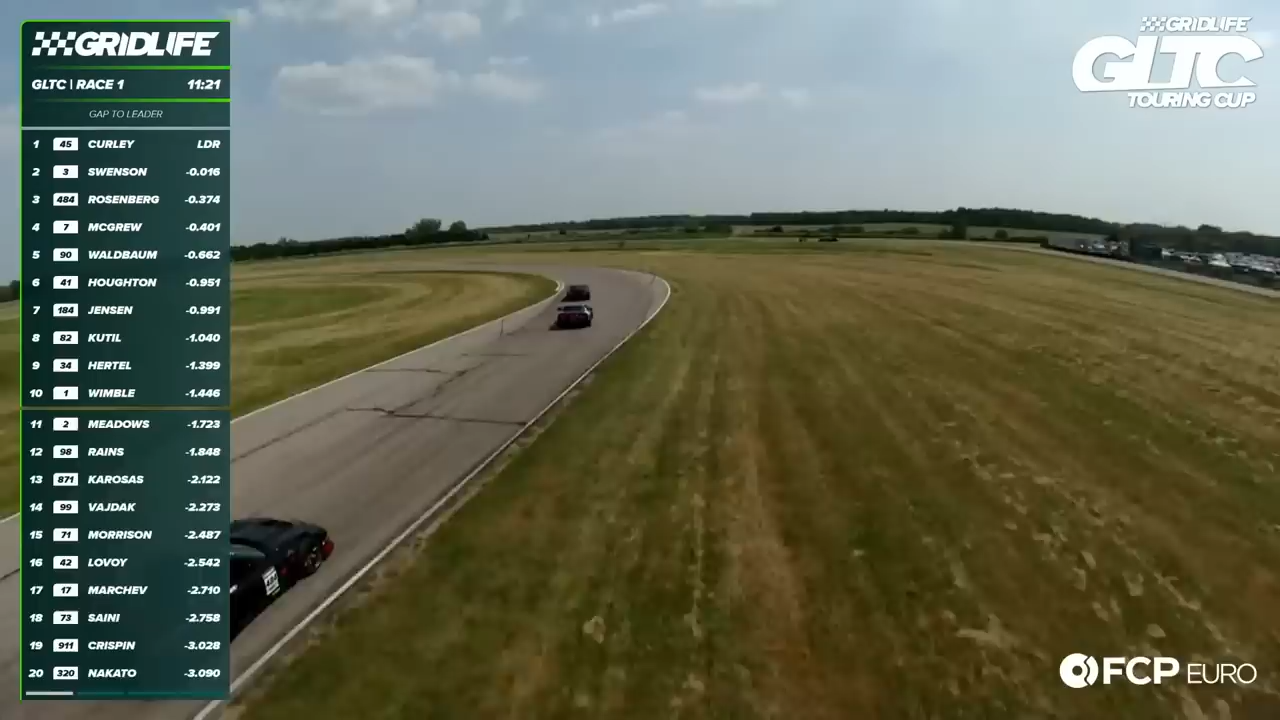 GRIDLIFE
GLTC | RACE 1 11:21
GAP TO LEADER
1 45 CURLEY LDR
2 3 SWENSON -0.016
3 484 ROSENBERG -0.374
4 7 MCGREW -0.401
5 90 WALDBAUM -0.662
6 41 HOUGHTON -0.951
7 184 JENSEN -0.991
8 82 KUTIL -1.040
9 34 HERTEL -1.399
10 1 WIMBLE -1.446
11 2 MEADOWS -1.723
12 98 RAINS -1.848
13 871 KAROSAS -2.122
14 99 VAJDAK -2.273
15 71 MORRISON -2.487
16 42 LOVOY -2.542
17 17 MARCHEV -2.710
18 73 SAINI -2.758
19 911 CRISPIN -3.028
20 320 NAKATO -3.090
GRIDLIFE
GLTC
TOURING CUP
FCP EURO